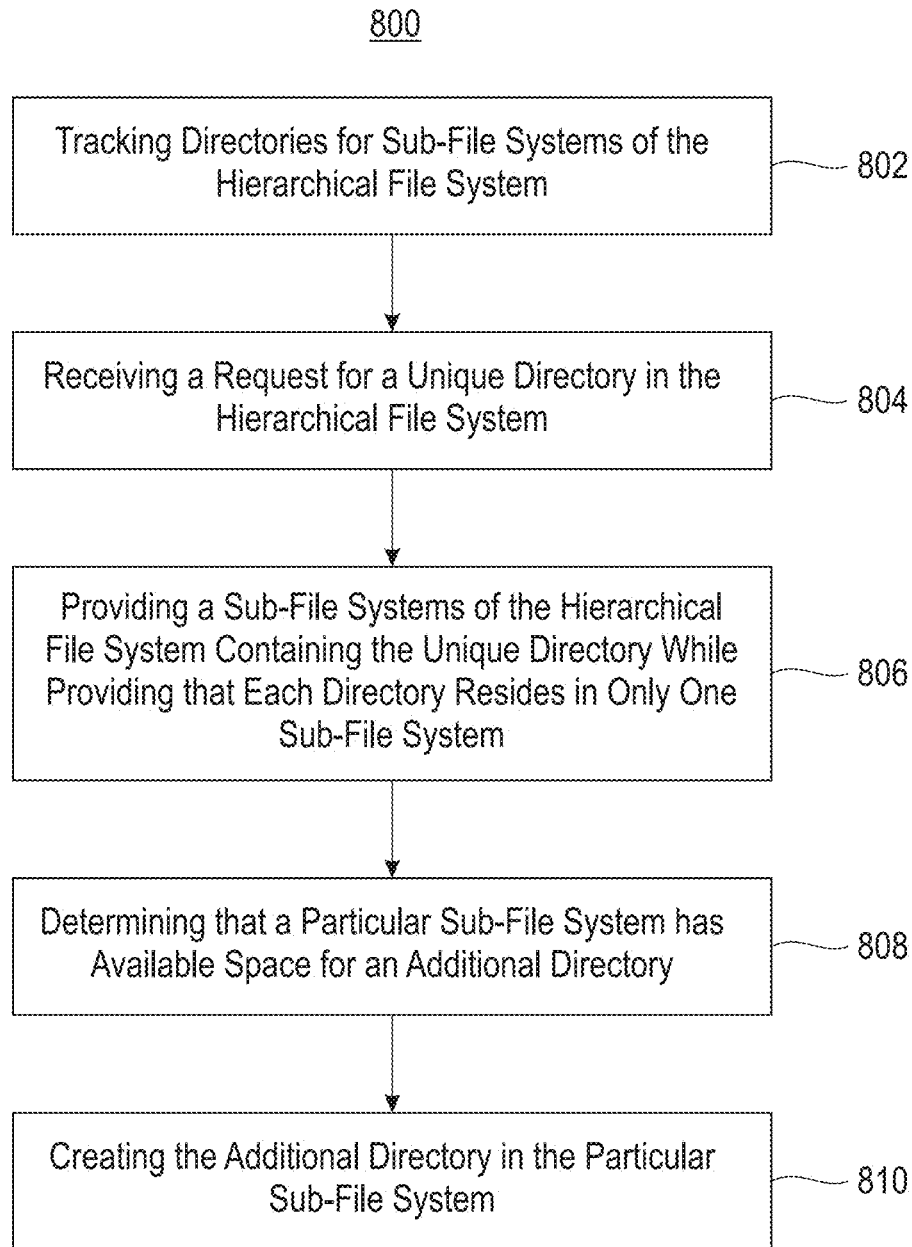 800
Tracking Directories for Sub-File Systems of the
Hierarchical File System
802
Receiving a Request for a Unique Directory in the
Hierarchical File System
804
Providing a Sub-File Systems of the Hierarchical
File System Containing the Unique Directory While
Providing that Each Directory Resides in Only One
Sub-File System
806
Determining that a Particular Sub-File System has
Available Space for an Additional Directory
808
Creating the Additional Directory in the Particular
Sub-File System
810